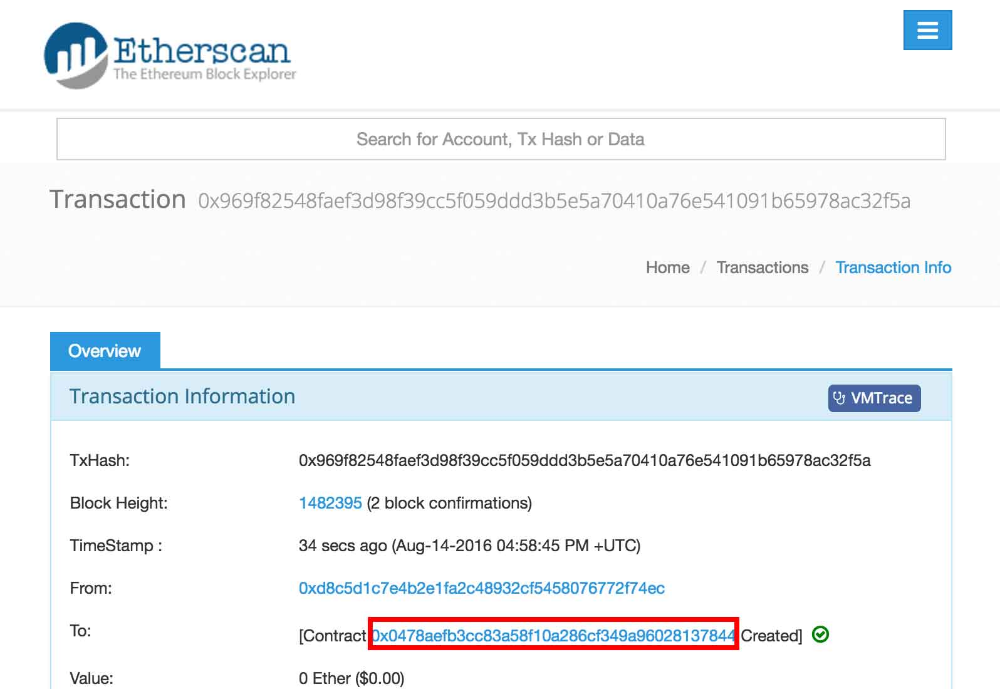 Etherscan
The Ethereum Block Explorer
Search for Account, Tx Hash or Data
Transaction 0x969f82548faef3d98f39cc5f059ddd3b5e5a70410a76e541091b65978ac32f5a
Home / Transactions / Transaction Info
Overview
Transaction Information VMTrace
TxHash: 0x969f82548faef3d98f39cc5f059ddd3b5e5a70410a76e541091b65978ac32f5a
Block Height: 1482395 (2 block confirmations)
TimeStamp : 34 secs ago (Aug-14-2016 04:58:45 PM +UTC)
From: 0xd8c5d1c7e4b2e1fa2c48932cf5458076772f74ec
To: [Contract 0x0478aefb3cc83a58f10a286cf349a96028137844 Created]
Value: 0 Ether ($0.00)